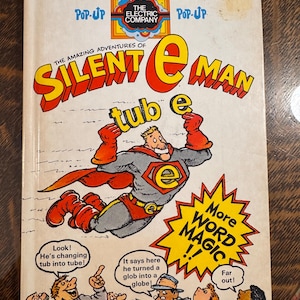 POP-UP
THE
ELECTRIC
COMPANY
POP-UP
THE AMAZING ADVENTURES OF
SILENT e MAN
tub e
e
More
WORD
MAGIC
!!
Look!
He's changing
tub into tube!
It says here
he turned a
glob into a
globe!
Far
out!